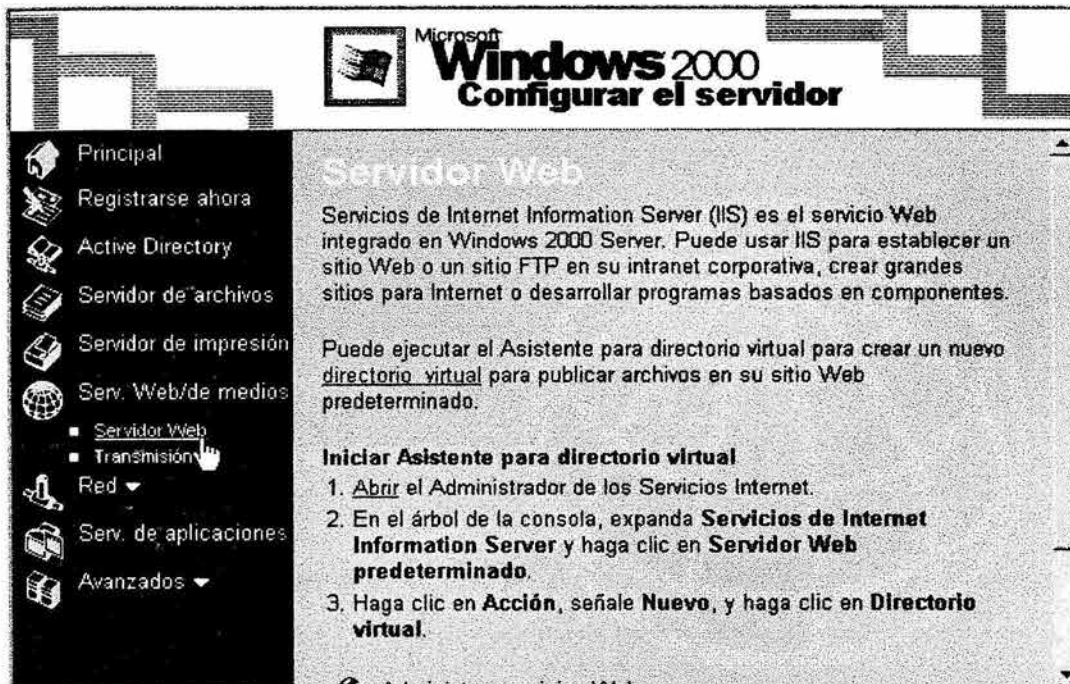 Microsoft
Windows 2000
Configurar el servidor
Principal
Registrarse ahora
Active Directory
Servidor de archivos
Servidor de impresión
Serv. Web/de medios
Servidor Web
Transmisión
Red
Serv. de aplicaciones
Avanzados
Servidor Web
Servicios de Internet Information Server (IIS) es el servicio Web
integrado en Windows 2000 Server. Puede usar IIS para establecer un
sitio Web o un sitio FTP en su intranet corporativa, crear grandes
sitios para Internet o desarrollar programas basados en componentes.
Puede ejecutar el Asistente para directorio virtual para crear un nuevo
directorio virtual para publicar archivos en su sitio Web
predeterminado.
Iniciar Asistente para directorio virtual
1. Abrir el Administrador de los Servicios Internet.
2. En el árbol de la consola, expanda Servicios de Internet
Information Server y haga clic en Servidor Web
predeterminado.
3. Haga clic en Acción, señale Nuevo, y haga clic en Directorio
virtual.